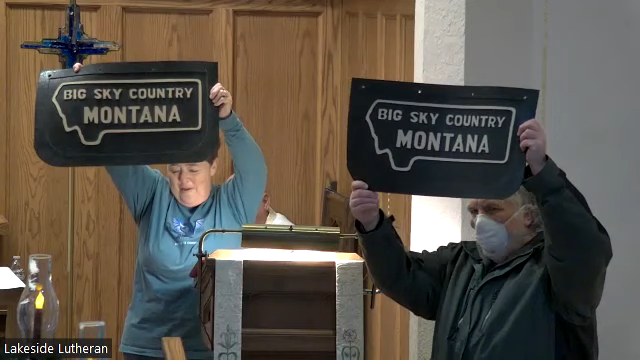 BIG SKY COUNTRY
MONTANA
BIG SKY COUNTRY
MONTANA
Lakeside Lutheran